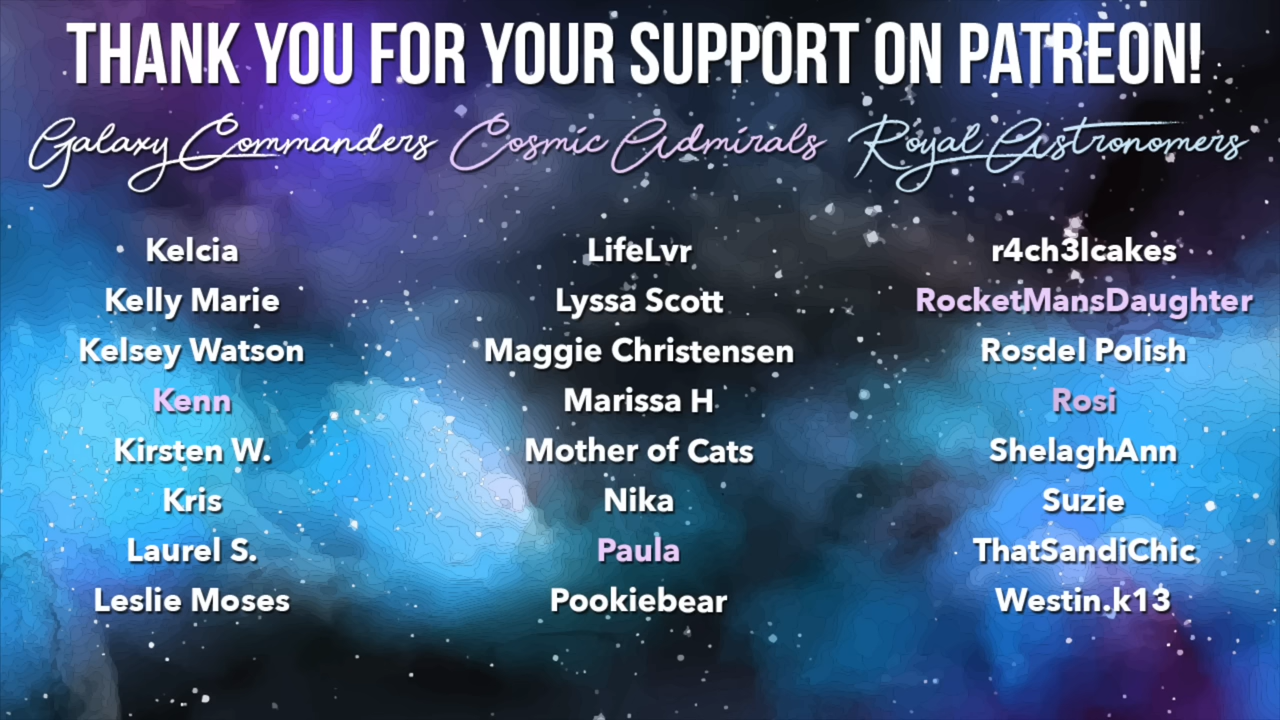 THANK YOU FOR YOUR SUPPORT ON PATREON!
Galaxy Commanders Cosmic Admirals Royal Astronomers
Kelcia LifeLvr r4ch3lcakes
Kelly Marie Lyssa Scott RocketMansDaughter
Kelsey Watson Maggie Christensen Rosdel Polish
Kenn Marissa H Rosi
Kirsten W. Mother of Cats ShelaghAnn
Kris Nika Suzie
Laurel S. Paula ThatSandiChic
Leslie Moses Pookiebear Westin.k13